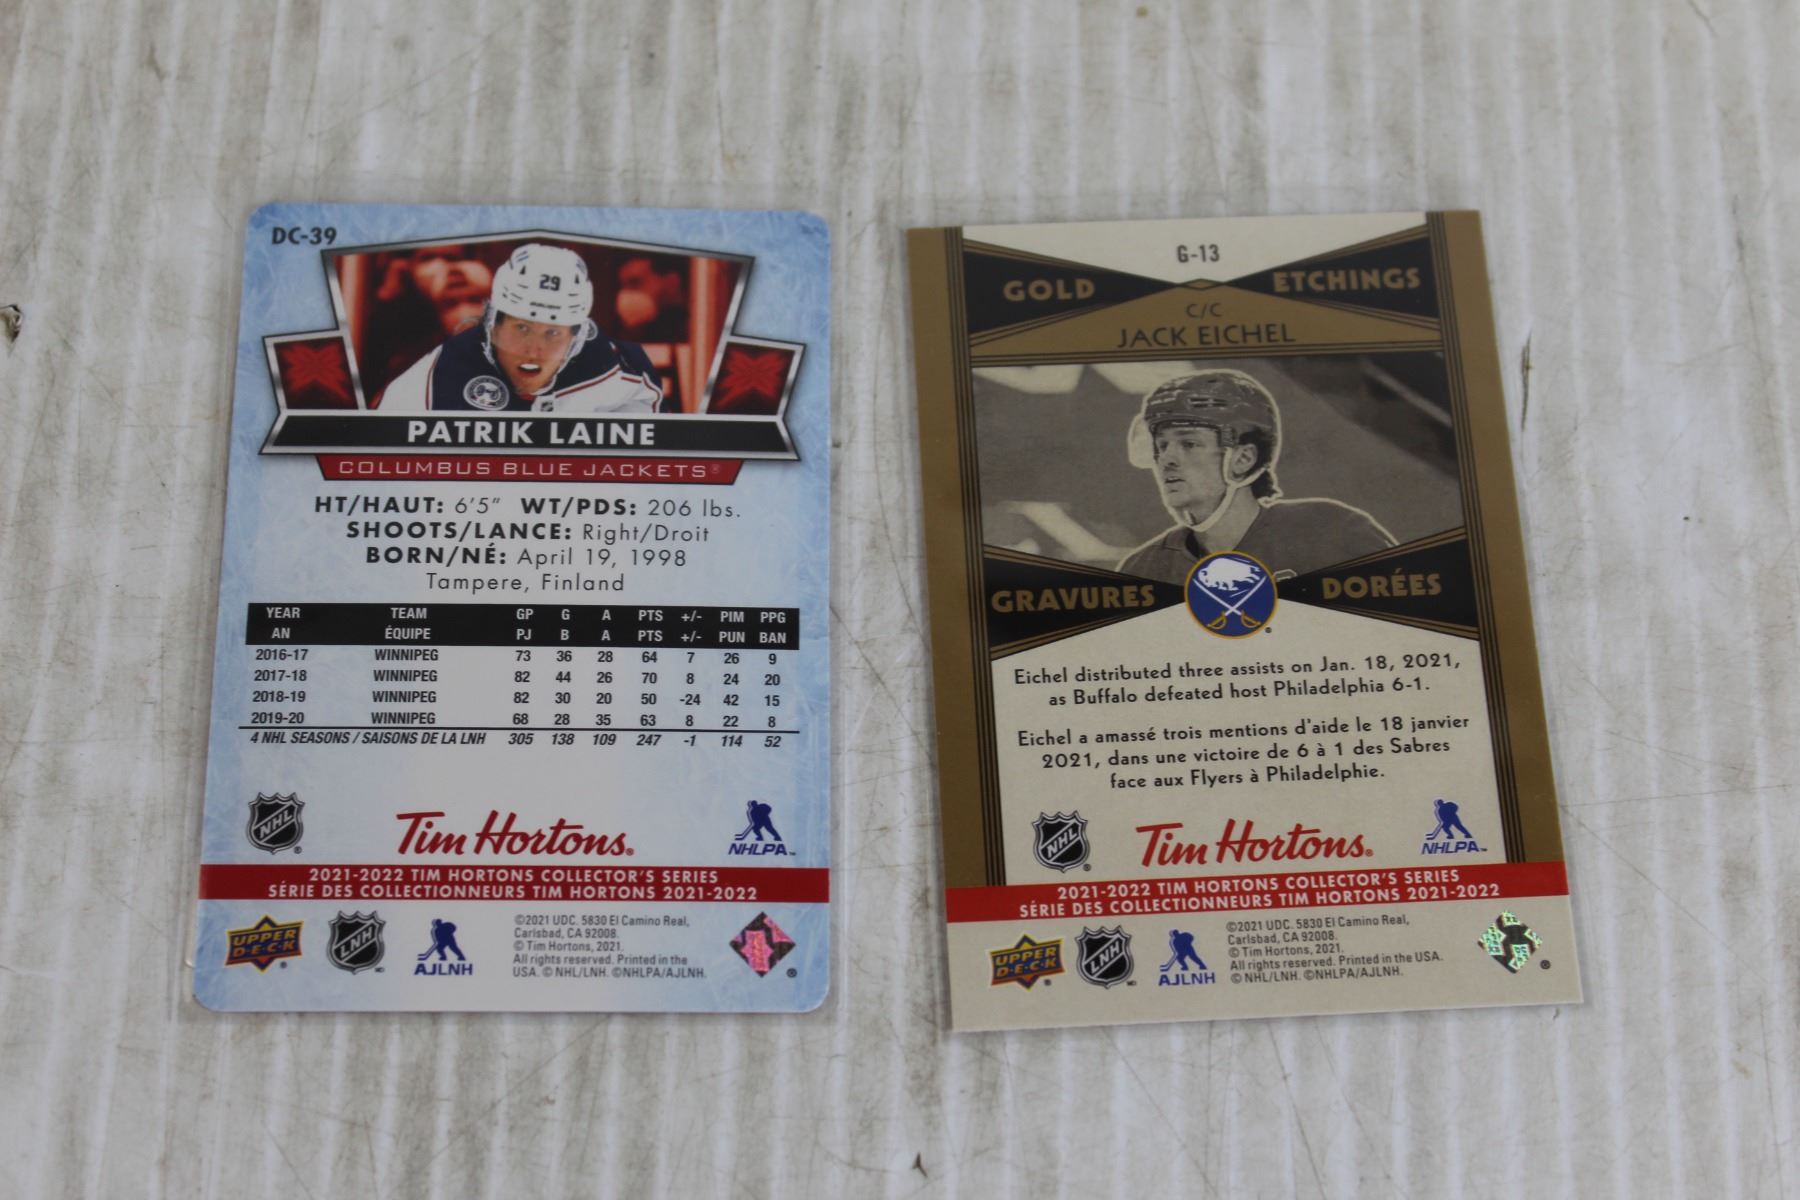 DC-39
29
PATRIK LAINE
COLUMBUS BLUE JACKETS®
HT/HAUT: 6'5" WT/PDS: 206 lbs.
SHOOTS/LANCE: Right/Droit
BORN/NÉ: April 19, 1998
Tampere, Finland
YEAR TEAM GP G A PTS +/- PIM PPG
AN ÉQUIPE PJ B A PTS +/- PUN BAN
2016-17 WINNIPEG 73 36 28 64 7 26 9
2017-18 WINNIPEG 82 44 26 70 8 24 20
2018-19 WINNIPEG 82 30 20 50 -24 42 15
2019-20 WINNIPEG 68 28 35 63 8 22 8
4 NHL SEASONS / SAISONS DE LA LNH 305 138 109 247 -1 114 52
NHL ® Tim Hortons® NHLPA™
2021-2022 TIM HORTONS COLLECTOR'S SERIES
SÉRIE DES COLLECTIONNEURS TIM HORTONS 2021-2022
UPPER DECK® LNH MD AJLNH
©2021 UDC. 5830 El Camino Real,
Carlsbad, CA 92008.
© Tim Hortons, 2021.
All rights reserved. Printed in the
USA. © NHL/LNH. ©NHLPA/AJLNH. ®
G-13
GOLD ETCHINGS
C/C
JACK EICHEL
GRAVURES DORÉES
Eichel distributed three assists on Jan. 18, 2021,
as Buffalo defeated host Philadelphia 6-1.
Eichel a amassé trois mentions d'aide le 18 janvier
2021, dans une victoire de 6 à 1 des Sabres
face aux Flyers à Philadelphie.
NHL ® Tim Hortons® NHLPA™
2021-2022 TIM HORTONS COLLECTOR'S SERIES
SÉRIE DES COLLECTIONNEURS TIM HORTONS 2021-2022
UPPER DECK® LNH MD AJLNH
©2021 UDC. 5830 El Camino Real,
Carlsbad, CA 92008.
© Tim Hortons, 2021.
All rights reserved. Printed in the USA.
© NHL/LNH. ©NHLPA/AJLNH. ®